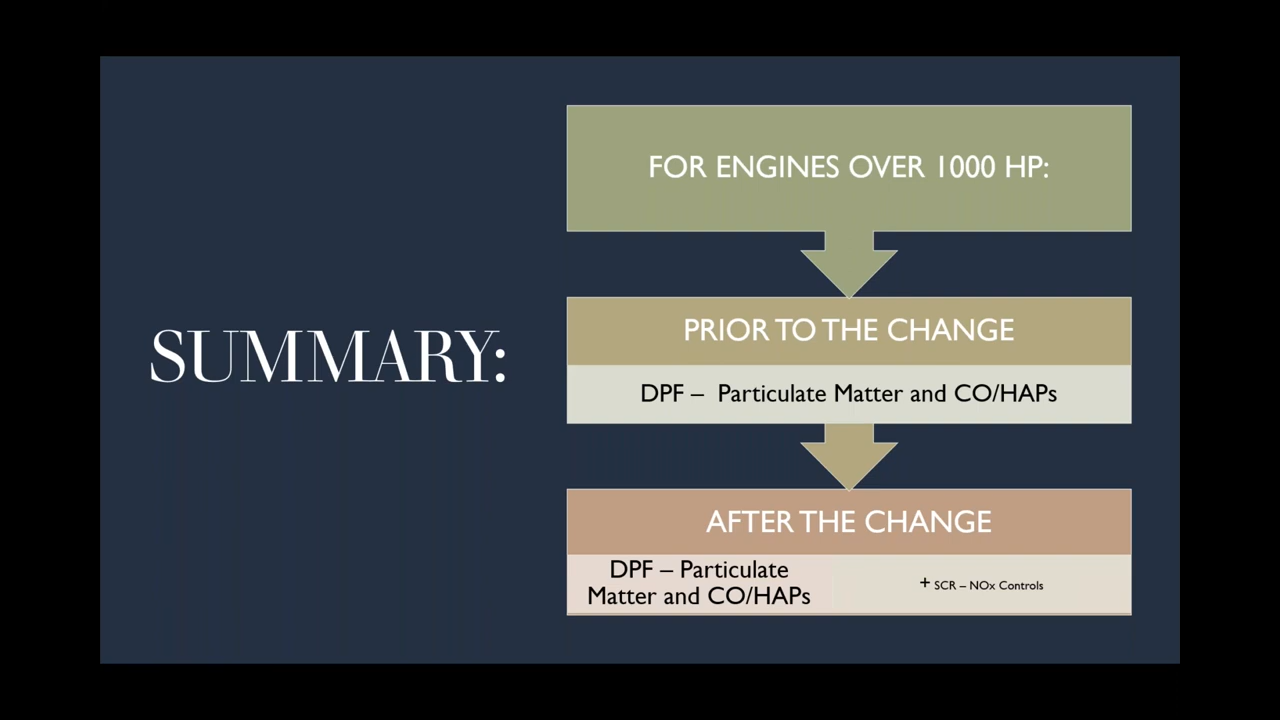 SUMMARY:
FOR ENGINES OVER 1000 HP:
PRIOR TO THE CHANGE
DPF – Particulate Matter and CO/HAPs
AFTER THE CHANGE
DPF – Particulate
Matter and CO/HAPs
+ SCR – NOx Controls